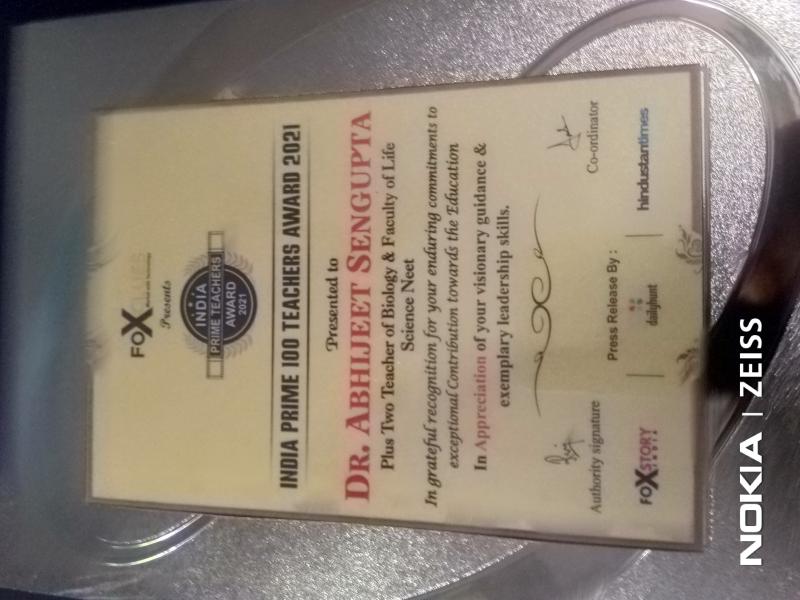 FOX
Presents
INDIA
PRIME TEACHERS
AWARD
2021
INDIA PRIME 100 TEACHERS AWARD 2021
Presented to
DR. ABHIJEET SENGUPTA
Plus Two Teacher of Biology & Faculty of Life
Science Neet
In grateful recognition for your enduring commitments to
exceptional Contribution towards the Education
In Appreciation of your visionary guidance &
exemplary leadership skills.
Authority signature
Co-ordinator
Press Release By :
FOXSTORY
INDIA
dailyhunt
hindustantimes
NOKIA | ZEISS